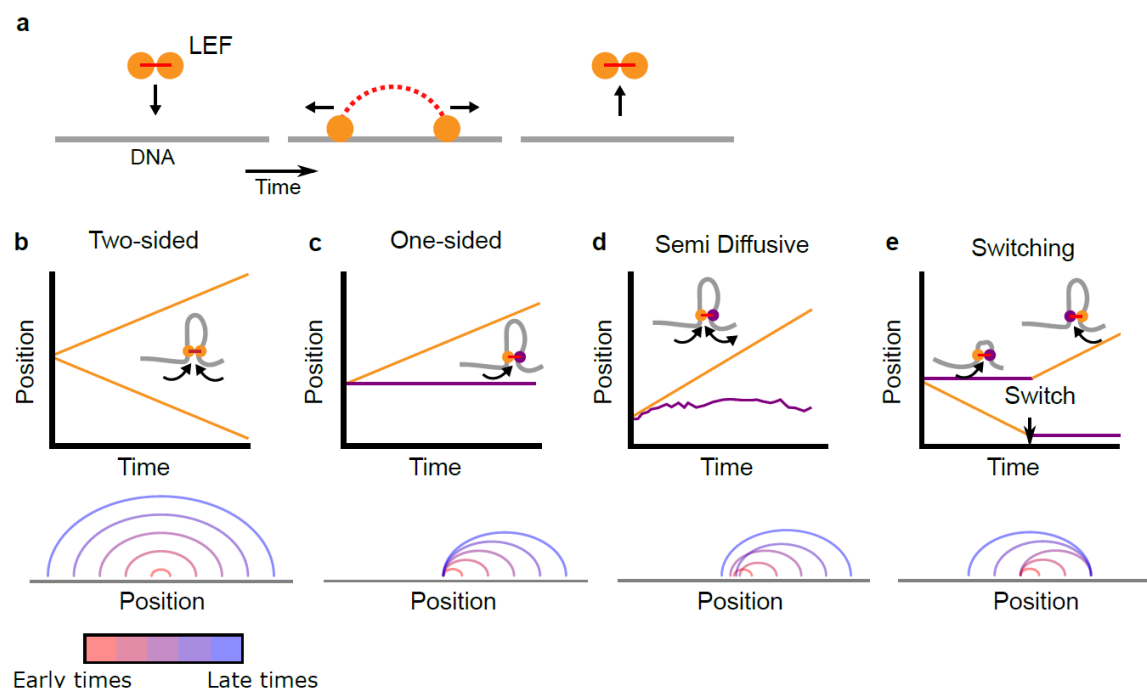 a
LEF
DNA
Time
b
Two-sided
c
One-sided
d
Semi Diffusive
e
Switching
Position
Position
Position
Position
Switch
Time
Time
Time
Time
Position
Position
Position
Position
Early times
Late times